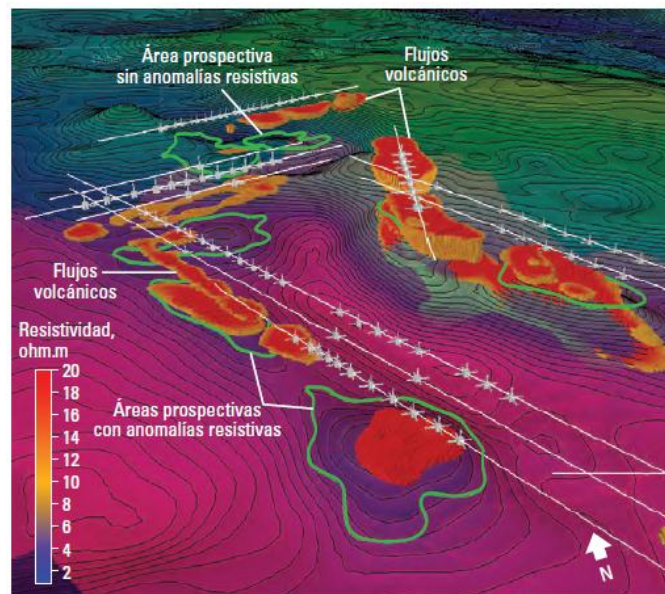 Área prospectiva
sin anomalías resistivas
Flujos
volcánicos
Flujos
volcánicos
Resistividad,
ohm.m
20
18
16
14
12
10
8
6
4
2
Áreas prospectivas
con anomalías resistivas
N